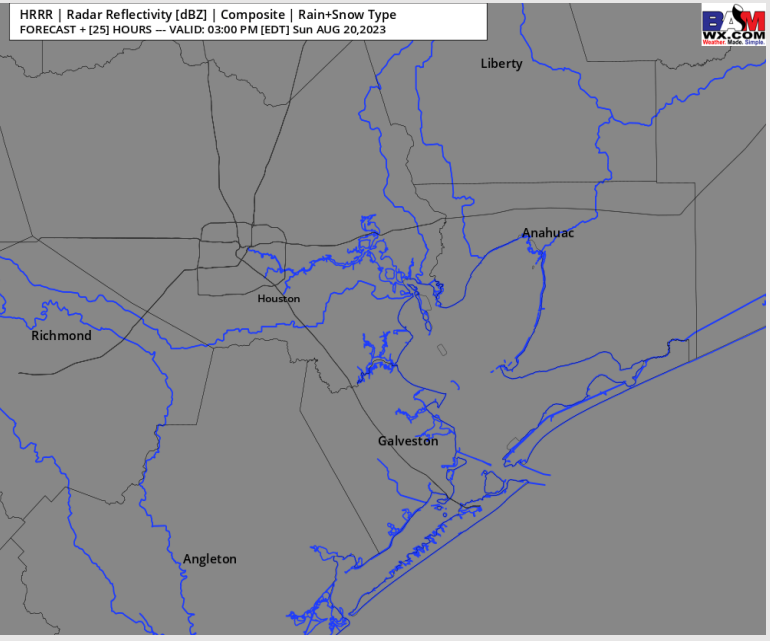 HRRR | Radar Reflectivity [dBZ] | Composite | Rain+Snow Type
FORECAST + [25] HOURS --- VALID: 03:00 PM [EDT] Sun AUG 20,2023
BAM
WX.COM
Weather. Made. Simple.
Liberty
Anahuac
Houston
Richmond
Galveston
Angleton